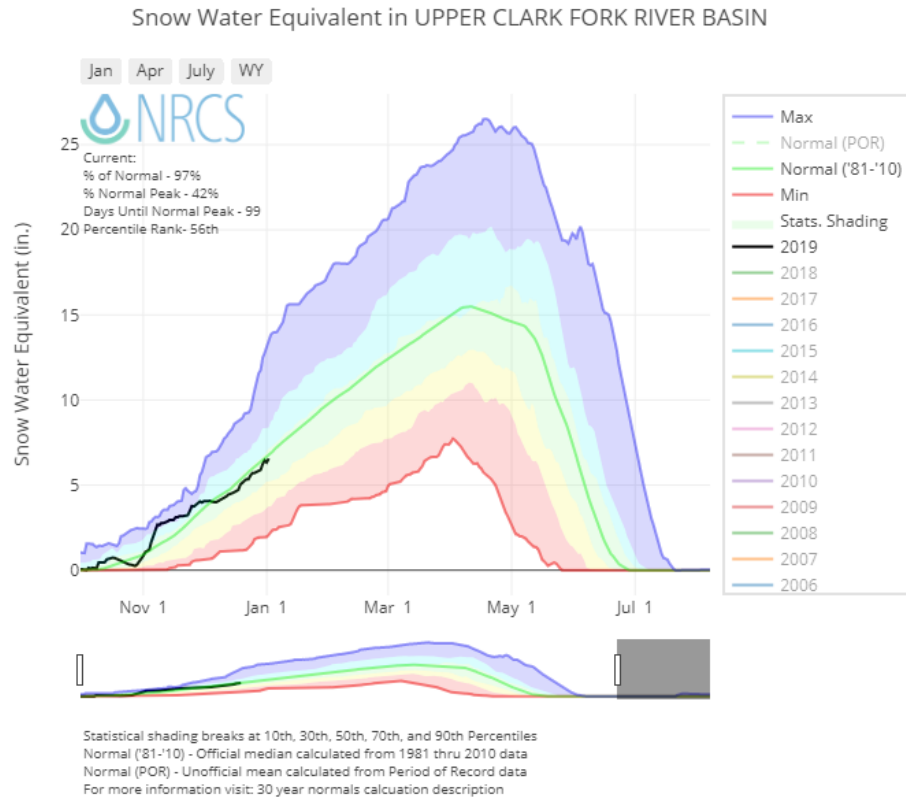 Snow Water Equivalent in UPPER CLARK FORK RIVER BASIN
Jan Apr July WY
NRCS
Current:
% of Normal - 97%
% Normal Peak - 42%
Days Until Normal Peak - 99
Percentile Rank- 56th
Snow Water Equivalent (in.)
25
20
15
10
5
0
Nov 1 Jan 1 Mar 1 May 1 Jul 1
Max
Normal (POR)
Normal ('81-'10)
Min
Stats. Shading
2019
2018
2017
2016
2015
2014
2013
2012
2011
2010
2009
2008
2007
2006
Statistical shading breaks at 10th, 30th, 50th, 70th, and 90th Percentiles
Normal ('81-'10) - Official median calculated from 1981 thru 2010 data
Normal (POR) - Unofficial mean calculated from Period of Record data
For more information visit: 30 year normals calcuation description